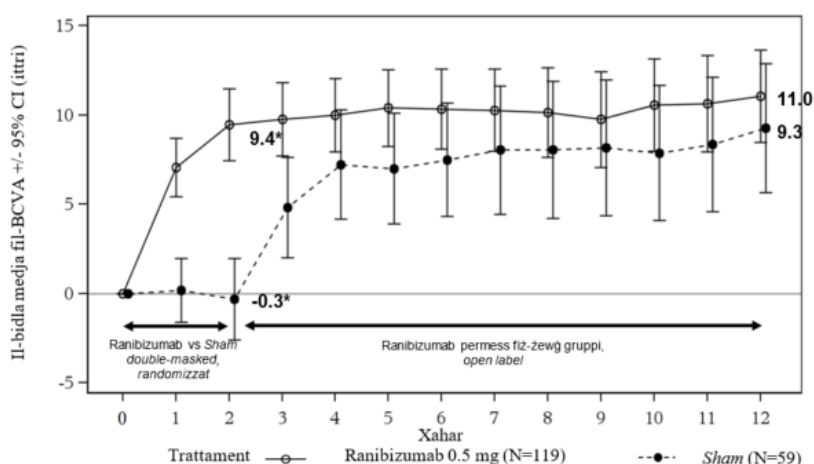 Il-bidla medja fil-BCVA +/- 95% CI (ittri)
15
10
5
0
-5
11.0
9.3
9.4*
-0.3*
Ranibizumab vs Sham
double-masked,
randomizzat
Ranibizumab permess fiż-żewġ gruppi,
open label
0 1 2 3 4 5 6 7 8 9 10 11 12
Xahar
Trattament Ranibizumab 0.5 mg (N=119) Sham (N=59)